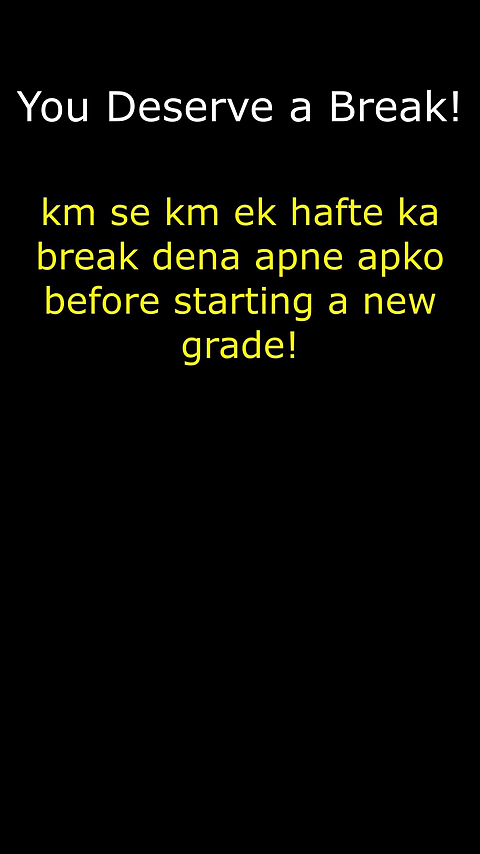 You Deserve a Break!
km se km ek hafte ka
break dena apne apko
before starting a new
grade!